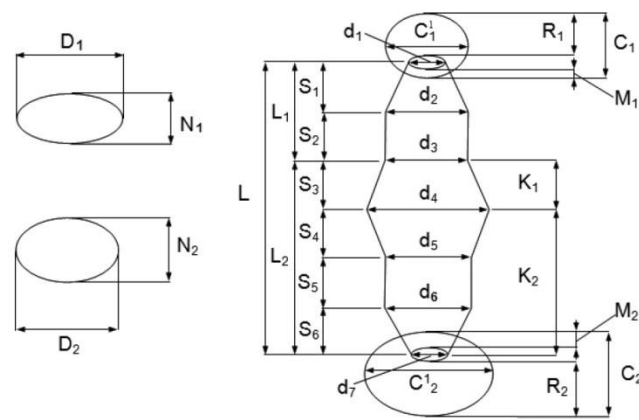 D₁
N₁
N₂
D₂
L
L₁
L₂
S₁
S₂
S₃
S₄
S₅
S₆
d₁
C¹₁
d₂
d₃
d₄
d₅
d₆
d₇
C¹₂
R₁
C₁
M₁
K₁
K₂
M₂
C₂
R₂